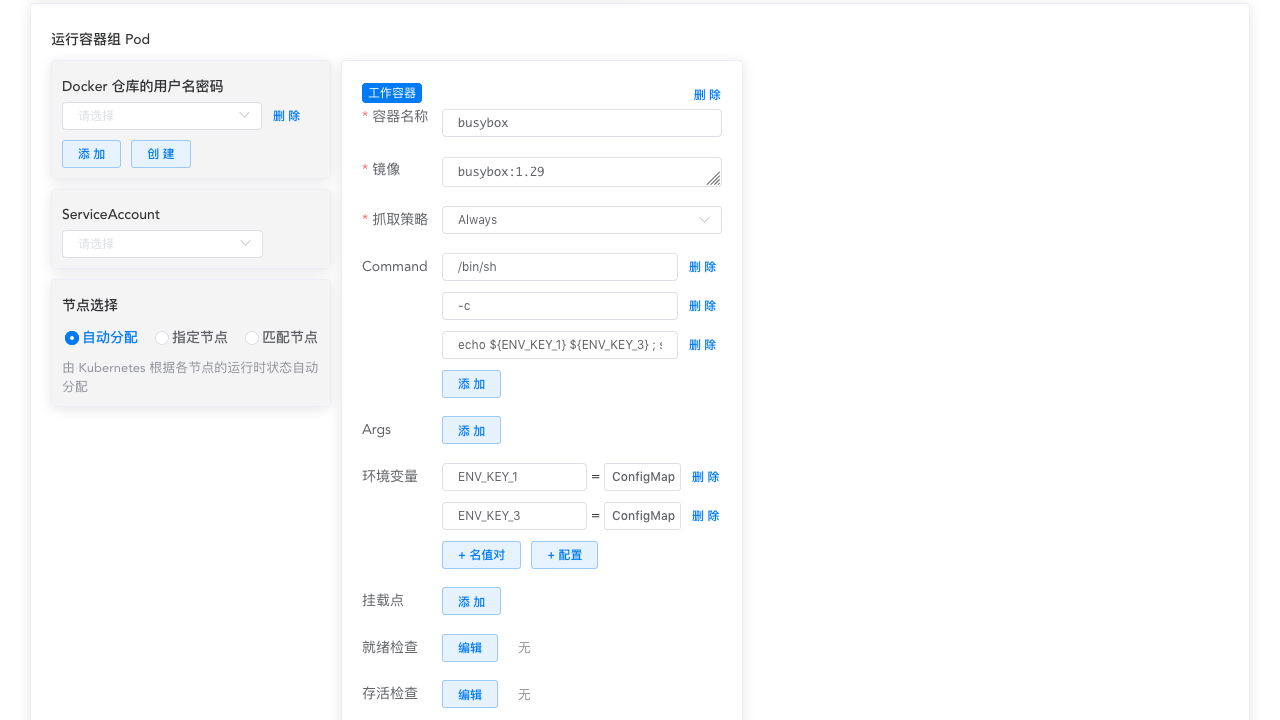 运行容器组 Pod
Docker 仓库的用户名密码
请选择
删 除
添 加
创 建
ServiceAccount
请选择
节点选择
自动分配
指定节点
匹配节点
由 Kubernetes 根据各节点的运行时状态自动
分配
工作容器
删 除
* 容器名称
busybox
* 镜像
busybox:1.29
* 抓取策略
Always
Command
/bin/sh
删 除
-c
删 除
echo ${ENV_KEY_1} ${ENV_KEY_3} ; s
删 除
添 加
Args
添 加
环境变量
ENV_KEY_1
=
ConfigMap
删 除
ENV_KEY_3
=
ConfigMap
删 除
+ 名值对
+ 配置
挂载点
添 加
就绪检查
编辑
无
存活检查
编辑
无